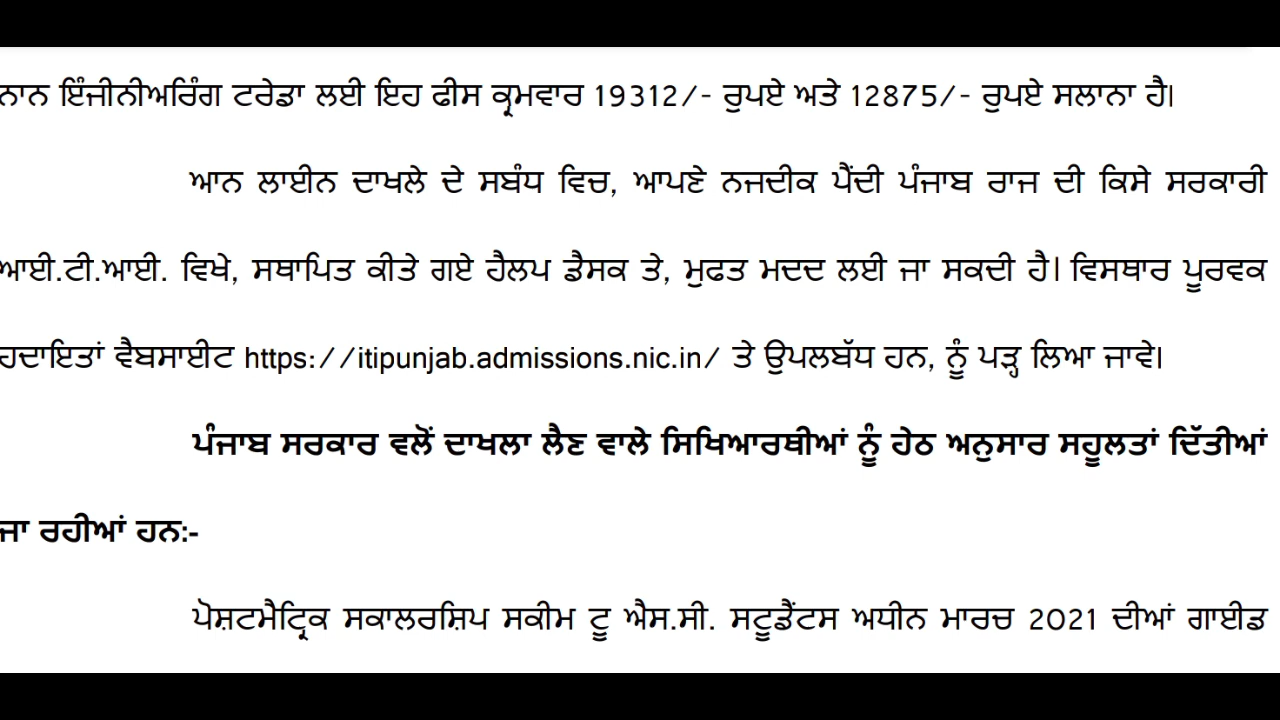 ਨਾਨ ਇੰਜੀਨੀਅਰਿੰਗ ਟਰੇਡਾ ਲਈ ਇਹ ਫੀਸ ਕ੍ਰਮਵਾਰ 19312/- ਰੁਪਏ ਅਤੇ 12875/- ਰੁਪਏ ਸਲਾਨਾ ਹੈ।
ਆਨ ਲਾਈਨ ਦਾਖਲੇ ਦੇ ਸਬੰਧ ਵਿਚ, ਆਪਣੇ ਨਜਦੀਕ ਪੈਂਦੀ ਪੰਜਾਬ ਰਾਜ ਦੀ ਕਿਸੇ ਸਰਕਾਰੀ
ਆਈ.ਟੀ.ਆਈ. ਵਿਖੇ, ਸਥਾਪਿਤ ਕੀਤੇ ਗਏ ਹੈਲਪ ਡੈਸਕ ਤੇ, ਮੁਫਤ ਮਦਦ ਲਈ ਜਾ ਸਕਦੀ ਹੈ। ਵਿਸਥਾਰ ਪੂਰਵਕ
ਹਦਾਇਤਾਂ ਵੈਬਸਾਈਟ https://itipunjab.admissions.nic.in/ ਤੇ ਉਪਲਬੱਧ ਹਨ, ਨੂੰ ਪੜ੍ਹ ਲਿਆ ਜਾਵੇ।
ਪੰਜਾਬ ਸਰਕਾਰ ਵਲੋਂ ਦਾਖਲਾ ਲੈਣ ਵਾਲੇ ਸਿਖਿਆਰਥੀਆਂ ਨੂੰ ਹੇਠ ਅਨੁਸਾਰ ਸਹੂਲਤਾਂ ਦਿੱਤੀਆਂ
ਜਾ ਰਹੀਆਂ ਹਨ:-
ਪੋਸ਼ਟਮੈਟ੍ਰਿਕ ਸਕਾਲਰਸ਼ਿਪ ਸਕੀਮ ਟੂ ਐਸ.ਸੀ. ਸਟੂਡੈਂਟਸ ਅਧੀਨ ਮਾਰਚ 2021 ਦੀਆਂ ਗਾਈਡ